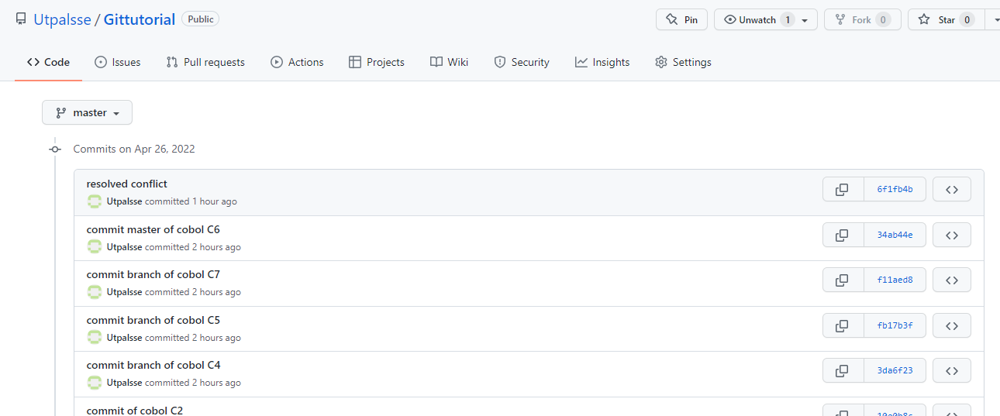 Utpalsse / Gittutorial Public Pin Unwatch 1 Fork 0 Star 0
Code Issues Pull requests Actions Projects Wiki Security Insights Settings
master
Commits on Apr 26, 2022
resolved conflict
Utpalsse committed 1 hour ago 6f1fb4b
commit master of cobol C6
Utpalsse committed 2 hours ago 34ab44e
commit branch of cobol C7
Utpalsse committed 2 hours ago f11aed8
commit branch of cobol C5
Utpalsse committed 2 hours ago fb17b3f
commit branch of cobol C4
Utpalsse committed 2 hours ago 3da6f23
commit of cobol C2